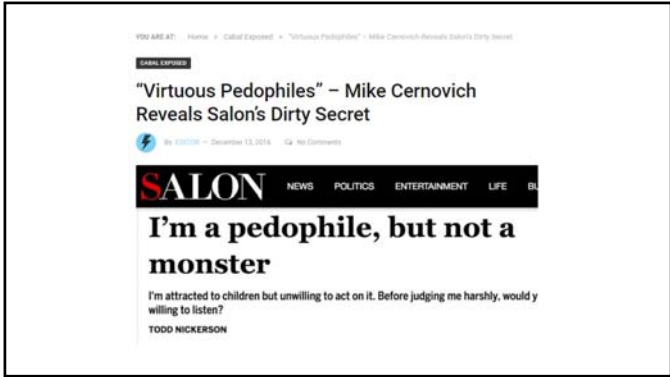 YOU ARE AT: Home » Cabal Exposed » "Virtuous Pedophiles" – Mike Cernovich Reveals Salon's Dirty Secret
CABAL EXPOSED
"Virtuous Pedophiles" – Mike Cernovich
Reveals Salon's Dirty Secret
By EDITOR — December 13, 2016 No Comments
SALON NEWS POLITICS ENTERTAINMENT LIFE BU
I'm a pedophile, but not a
monster
I'm attracted to children but unwilling to act on it. Before judging me harshly, would y
willing to listen?
TODD NICKERSON